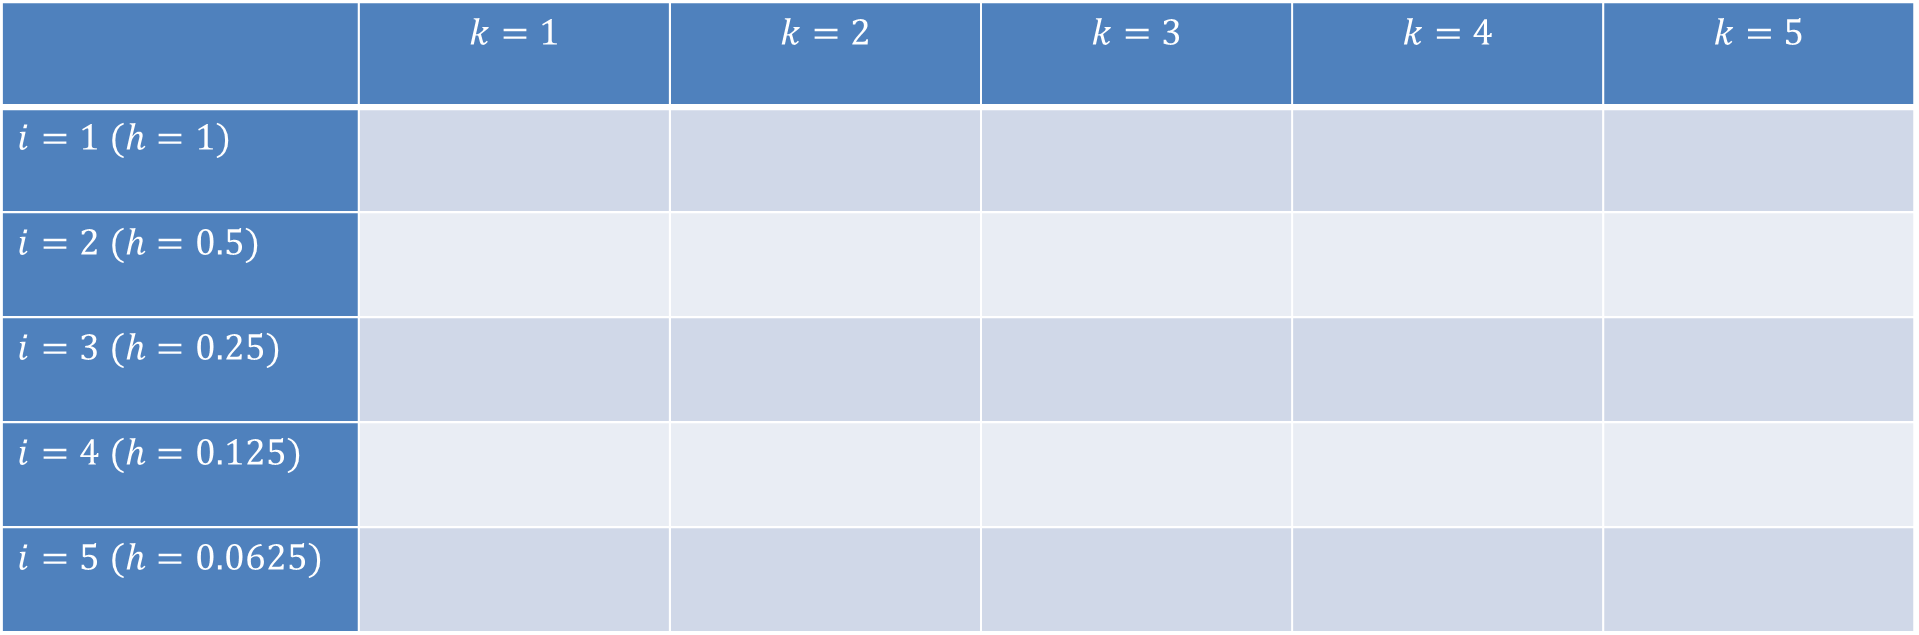 k = 1 k = 2 k = 3 k = 4 k = 5
i = 1 (h = 1)
i = 2 (h = 0.5)
i = 3 (h = 0.25)
i = 4 (h = 0.125)
i = 5 (h = 0.0625)